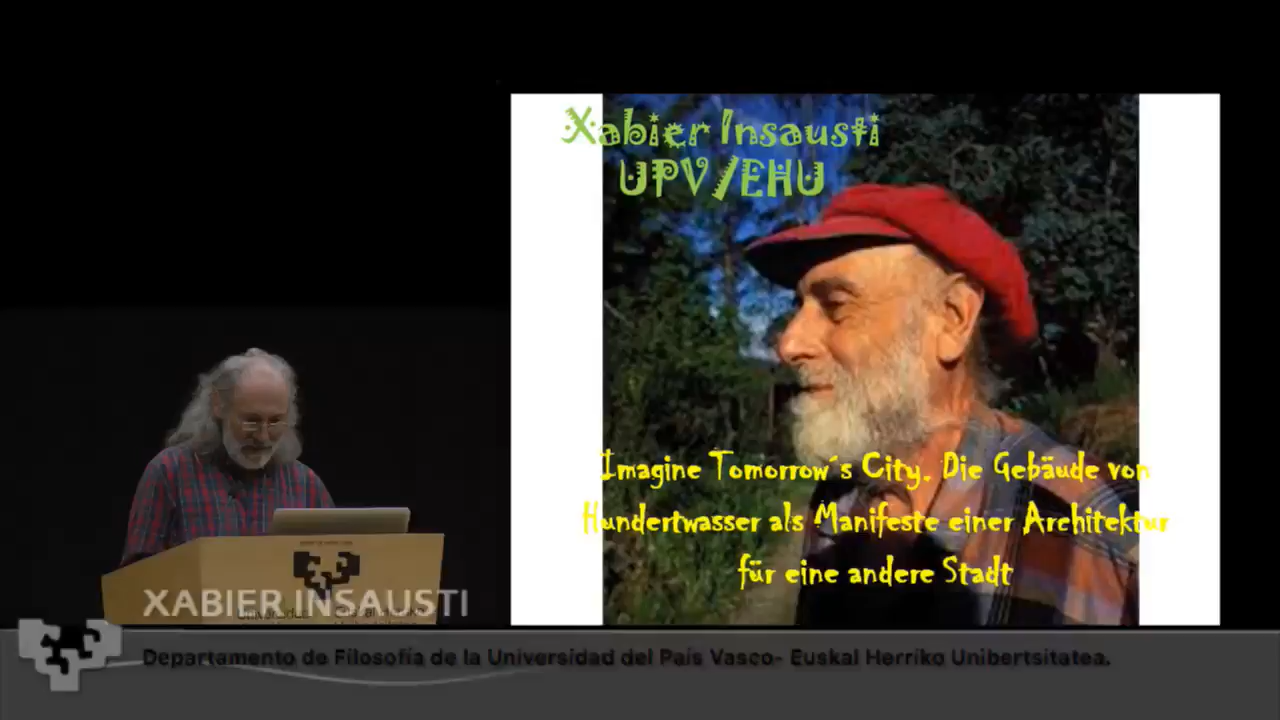 Xabier Insausti
UPV/EHU
Imagine Tomorrow´s City. Die Gebäude von
Hundertwasser als Manifeste einer Architektur
für eine andere Stadt
XABIER INSAUSTI
Departamento de Filosofía de la Universidad del País Vasco- Euskal Herriko Unibertsitatea.